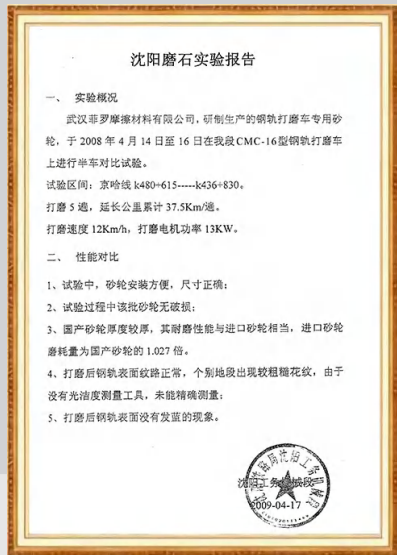 沈阳磨石实验报告
一、 实验概况
武汉菲罗摩擦材料有限公司,研制生产的钢轨打磨车专用砂
轮,于 2008 年 4 月 14 日至 16 日在我段 CMC-16 型钢轨打磨车
上进行半车对比试验。
试验区间:京哈线 k480+615-----k436+830。
打磨 5 遍,延长公里累计 37.5Km/遍。
打磨速度 12Km/h,打磨电机功率 13KW。
二、 性能对比
1、试验中,砂轮安装方便,尺寸正确;
2、试验过程中该批砂轮无破损;
3、国产砂轮厚度较厚,其耐磨性能与进口砂轮相当,进口砂轮
磨耗量为国产砂轮的 1.027 倍。
4、打磨后钢轨表面纹路正常,个别地段出现较粗糙花纹,由于
没有光洁度测量工具,未能精确测量;
5、打磨后钢轨表面没有发蓝的现象。
沈阳工务机械段
2009-04-17